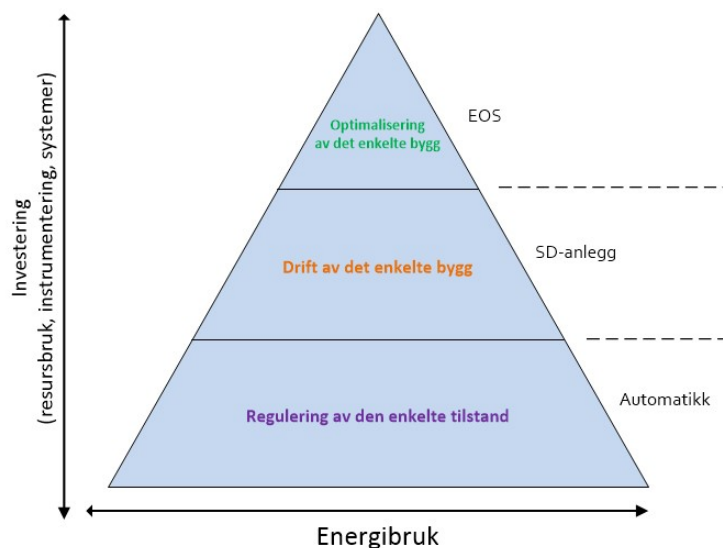 Investering
(resursbruk, instrumentering, systemer)
Optimalisering
av det enkelte bygg
EOS
Drift av det enkelte bygg
SD-anlegg
Regulering av den enkelte tilstand
Automatikk
Energibruk